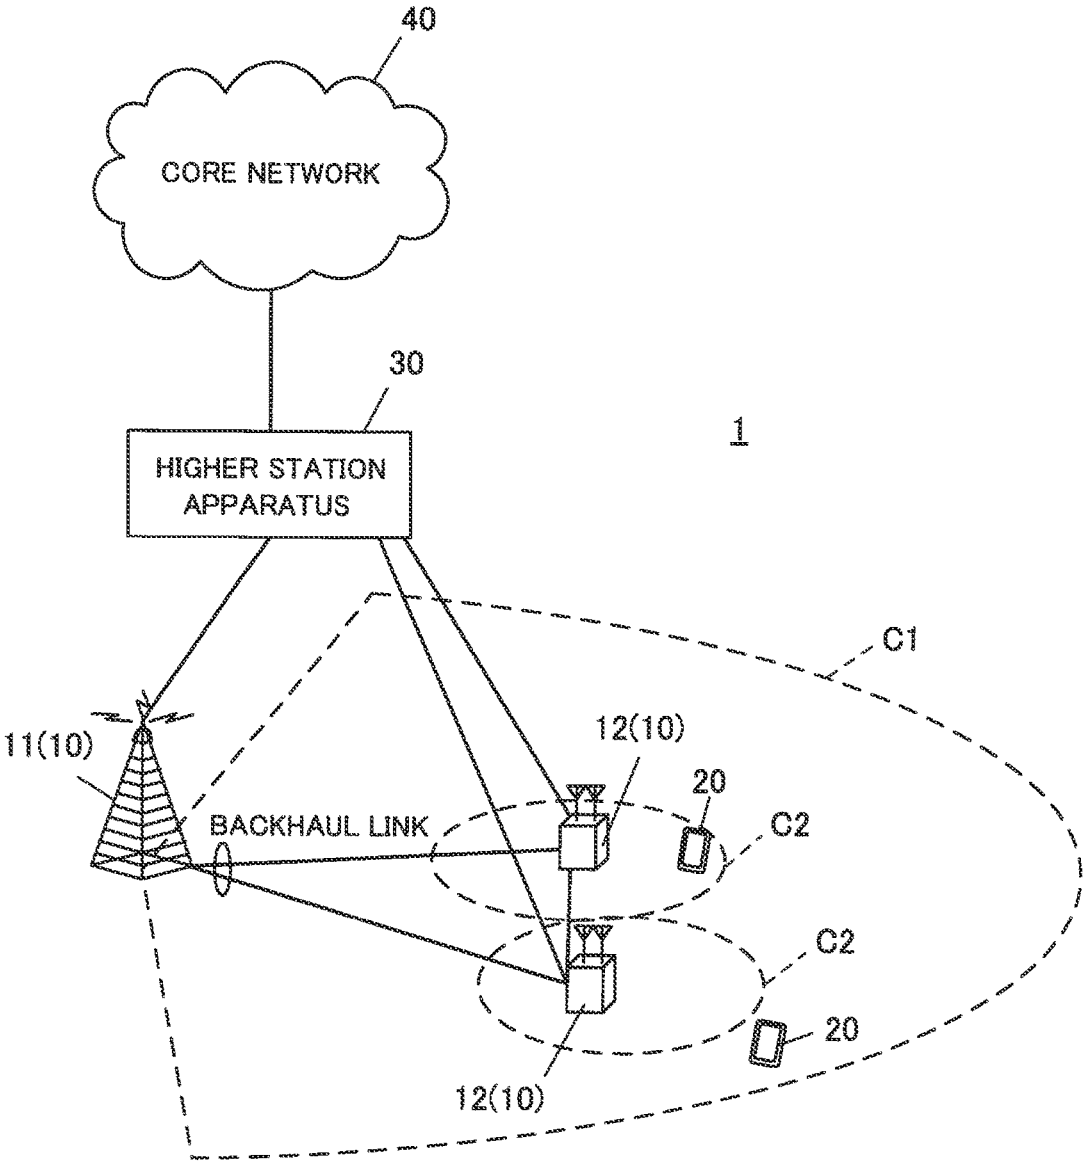 40
CORE NETWORK
30
1
HIGHER STATION
APPARATUS
C1
12(10)
11(10)
20
BACKHAUL LINK
C2
C2
20
12(10)